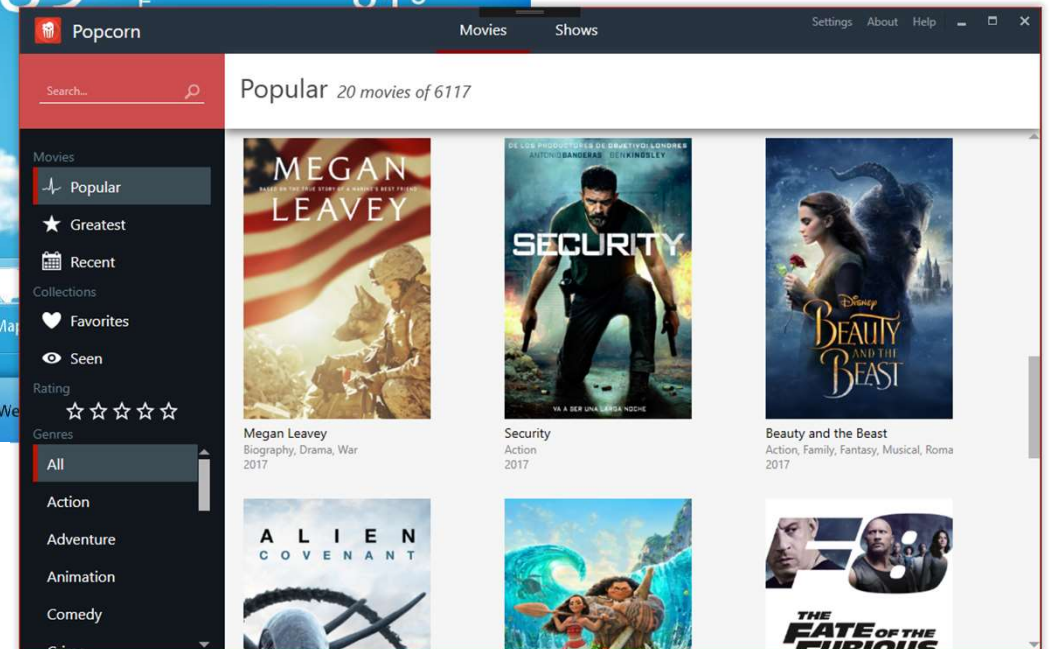 Popcorn
Movies
Shows
Settings
About
Help
Search...
Popular 20 movies of 6117
Movies
Popular
Greatest
Recent
Collections
Favorites
Seen
Rating
Genres
All
Action
Adventure
Animation
Comedy
MEGAN
BASED ON THE TRUE STORY OF A MARINE'S BEST FRIEND
LEAVEY
Megan Leavey
Biography, Drama, War
2017
DE LOS PRODUCTORES DE OBJETIVO: LONDRES
ANTONIO BANDERAS BEN KINGSLEY
SECURITY
VA A SER UNA LARGA NOCHE
Security
Action
2017
Disney
BEAUTY
AND THE
BEAST
Beauty and the Beast
Action, Family, Fantasy, Musical, Roma
2017
ALIEN
COVENANT
F8
THE
FATE OF THE
FURIOUS